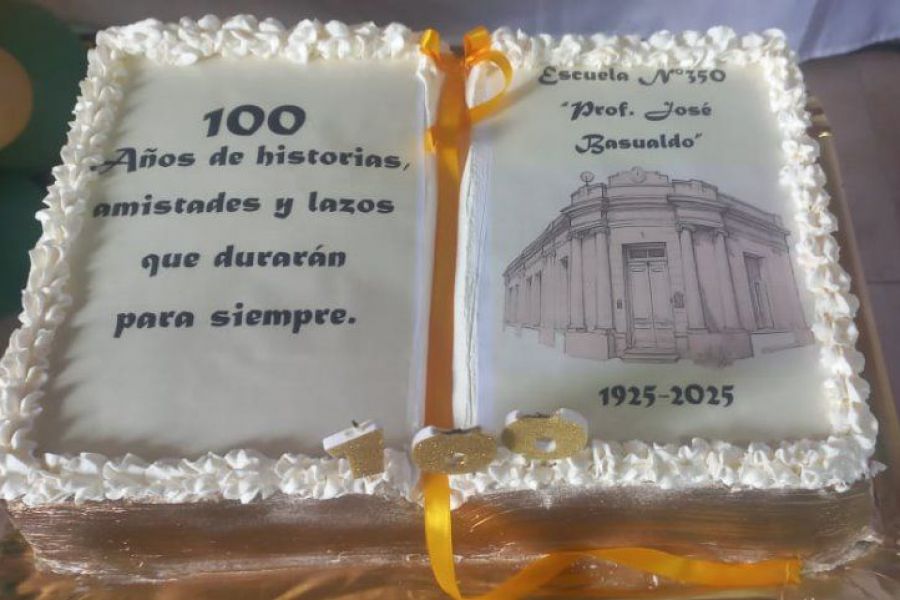 100
Años de historias,
amistades y lazos
que durarán
para siempre.
Escuela N°350
"Prof. José
Basualdo"
1925-2025
100